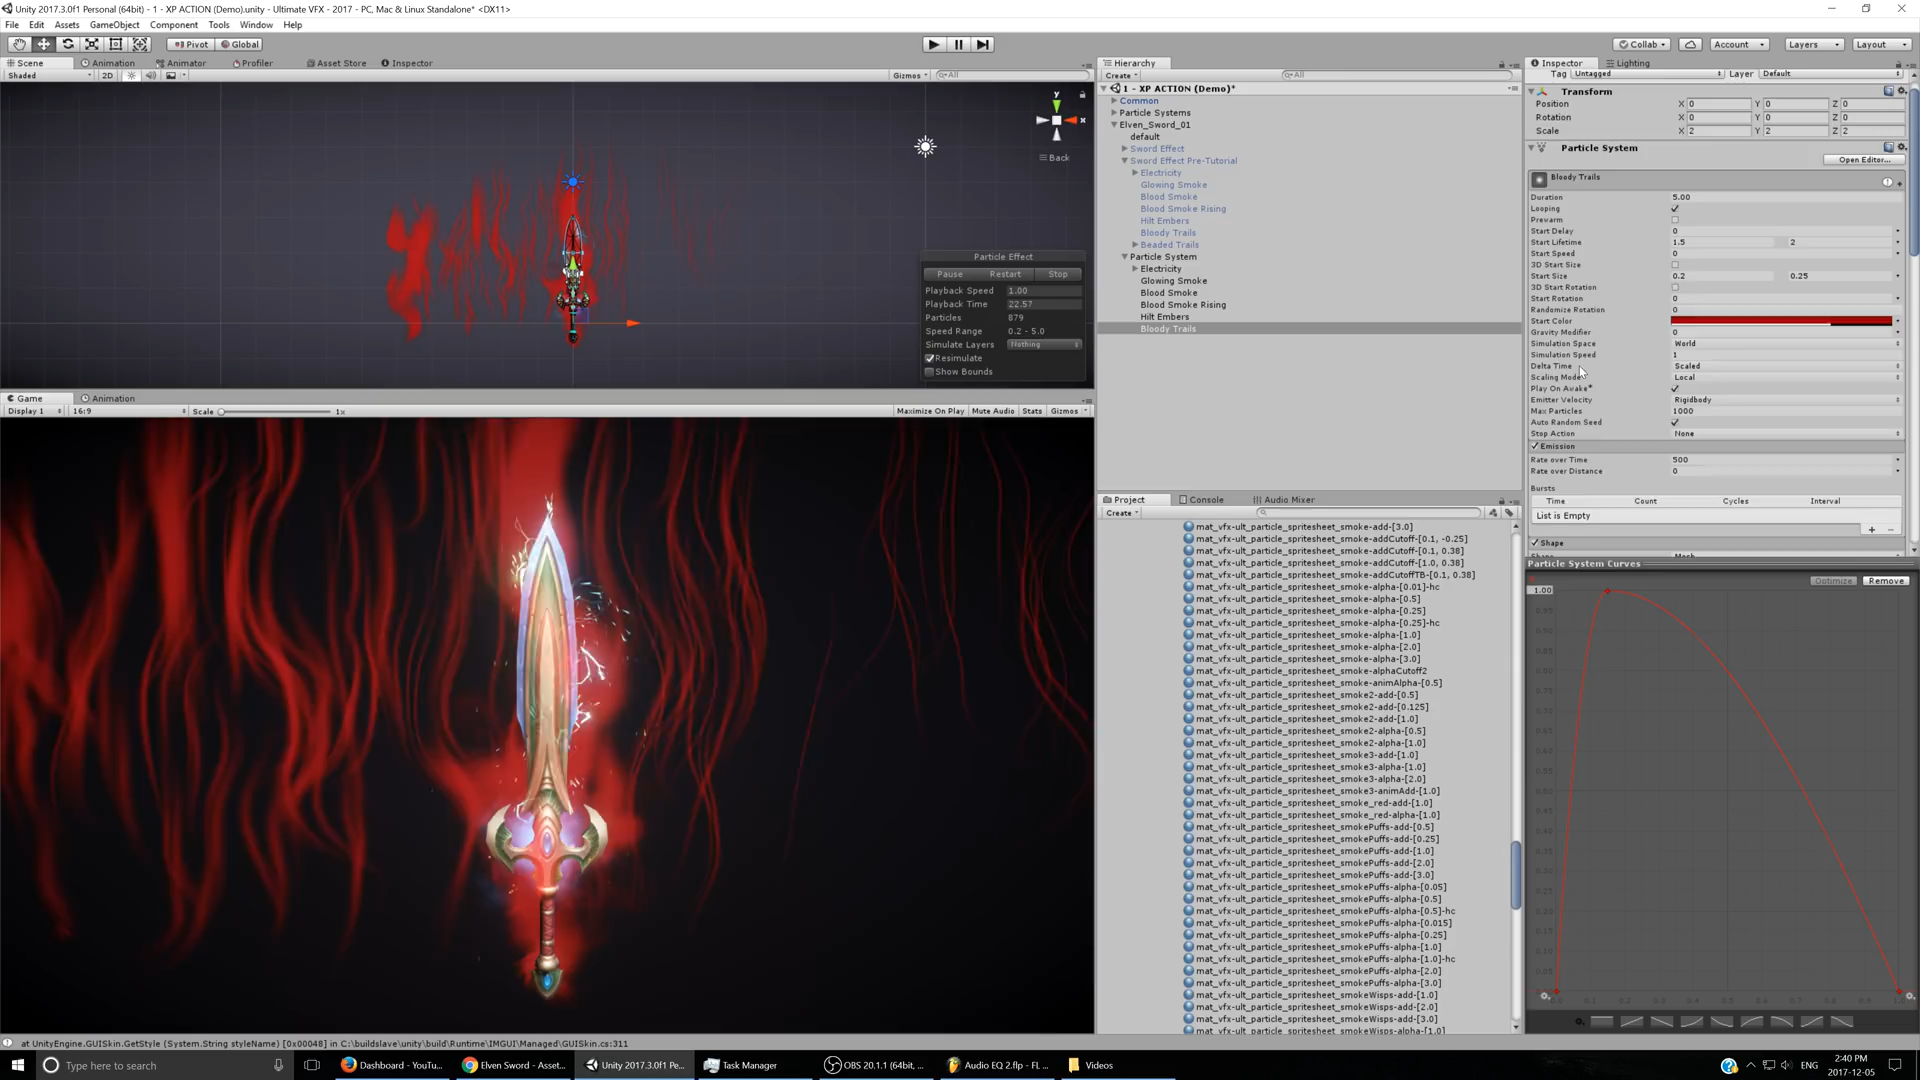 Unity 2017.3.0f1 Personal (64bit) - 1 - XP ACTION (Demo).unity - Ultimate VFX - 2017 - PC, Mac & Linux Standalone* <DX11>
File Edit Assets GameObject Component Tools Window Help
Pivot Global
Collab Account Layers Layout
Scene Animation Animator Profiler Asset Store Inspector
Shaded 2D Gizmos All
y
x
Back
Particle Effect
Pause Restart Stop
Playback Speed 1.00
Playback Time 22.57
Particles 879
Speed Range 0.2 - 5.0
Simulate Layers Nothing
Resimulate
Show Bounds
Game Animation
Display 1 16:9 Scale 1x Maximize On Play Mute Audio Stats Gizmos
Hierarchy
Create All
1 - XP ACTION (Demo)*
Common
Particle Systems
Elven_Sword_01
default
Sword Effect
Sword Effect Pre-Tutorial
Electricity
Glowing Smoke
Blood Smoke
Blood Smoke Rising
Hilt Embers
Bloody Trails
Beaded Trails
Particle System
Electricity
Glowing Smoke
Blood Smoke
Blood Smoke Rising
Hilt Embers
Bloody Trails
Project Console Audio Mixer
Create
mat_vfx-ult_particle_spritesheet_smoke-add-[3.0]
mat_vfx-ult_particle_spritesheet_smoke-addCutoff-[0.1, -0.25]
mat_vfx-ult_particle_spritesheet_smoke-addCutoff-[0.1, 0.38]
mat_vfx-ult_particle_spritesheet_smoke-addCutoff-[1.0, 0.38]
mat_vfx-ult_particle_spritesheet_smoke-addCutoffTB-[0.1, 0.38]
mat_vfx-ult_particle_spritesheet_smoke-alpha-[0.01]-hc
mat_vfx-ult_particle_spritesheet_smoke-alpha-[0.5]
mat_vfx-ult_particle_spritesheet_smoke-alpha-[0.25]
mat_vfx-ult_particle_spritesheet_smoke-alpha-[0.25]-hc
mat_vfx-ult_particle_spritesheet_smoke-alpha-[1.0]
mat_vfx-ult_particle_spritesheet_smoke-alpha-[2.0]
mat_vfx-ult_particle_spritesheet_smoke-alpha-[3.0]
mat_vfx-ult_particle_spritesheet_smoke-alphaCutoff2
mat_vfx-ult_particle_spritesheet_smoke-animAlpha-[0.5]
mat_vfx-ult_particle_spritesheet_smoke2-add-[0.5]
mat_vfx-ult_particle_spritesheet_smoke2-add-[0.125]
mat_vfx-ult_particle_spritesheet_smoke2-add-[1.0]
mat_vfx-ult_particle_spritesheet_smoke2-alpha-[0.5]
mat_vfx-ult_particle_spritesheet_smoke2-alpha-[1.0]
mat_vfx-ult_particle_spritesheet_smoke3-add-[1.0]
mat_vfx-ult_particle_spritesheet_smoke3-alpha-[1.0]
mat_vfx-ult_particle_spritesheet_smoke3-alpha-[2.0]
mat_vfx-ult_particle_spritesheet_smoke3-animAdd-[1.0]
mat_vfx-ult_particle_spritesheet_smoke_red-add-[1.0]
mat_vfx-ult_particle_spritesheet_smoke_red-alpha-[1.0]
mat_vfx-ult_particle_spritesheet_smokePuffs-add-[0.5]
mat_vfx-ult_particle_spritesheet_smokePuffs-add-[0.25]
mat_vfx-ult_particle_spritesheet_smokePuffs-add-[1.0]
mat_vfx-ult_particle_spritesheet_smokePuffs-add-[2.0]
mat_vfx-ult_particle_spritesheet_smokePuffs-add-[3.0]
mat_vfx-ult_particle_spritesheet_smokePuffs-alpha-[0.05]
mat_vfx-ult_particle_spritesheet_smokePuffs-alpha-[0.5]
mat_vfx-ult_particle_spritesheet_smokePuffs-alpha-[0.5]-hc
mat_vfx-ult_particle_spritesheet_smokePuffs-alpha-[0.015]
mat_vfx-ult_particle_spritesheet_smokePuffs-alpha-[0.25]
mat_vfx-ult_particle_spritesheet_smokePuffs-alpha-[1.0]
mat_vfx-ult_particle_spritesheet_smokePuffs-alpha-[1.0]-hc
mat_vfx-ult_particle_spritesheet_smokePuffs-alpha-[2.0]
mat_vfx-ult_particle_spritesheet_smokePuffs-alpha-[3.0]
mat_vfx-ult_particle_spritesheet_smokeWisps-add-[1.0]
mat_vfx-ult_particle_spritesheet_smokeWisps-add-[2.0]
mat_vfx-ult_particle_spritesheet_smokeWisps-add-[3.0]
mat_vfx-ult_particle_spritesheet_smokeWisps-alpha-[1.0]
Inspector Lighting
Tag Untagged Layer Default
Transform
Position X 0 Y 0 Z 0
Rotation X 0 Y 0 Z 0
Scale X 2 Y 2 Z 2
Particle System
Open Editor...
Bloody Trails
Duration 5.00
Looping
Prewarm
Start Delay 0
Start Lifetime 1.5 2
Start Speed 0
3D Start Size
Start Size 0.2 0.25
3D Start Rotation
Start Rotation 0
Randomize Rotation 0
Start Color
Gravity Modifier 0
Simulation Space World
Simulation Speed 1
Delta Time Scaled
Scaling Mode Local
Play On Awake*
Emitter Velocity Rigidbody
Max Particles 1000
Auto Random Seed
Stop Action None
Emission
Rate over Time 500
Rate over Distance 0
Bursts
Time Count Cycles Interval
List is Empty
Shape
Particle System Curves
Optimize Remove
1.00
at UnityEngine.GUISkin.GetStyle (System.String styleName) [0x00048] in C:\buildslave\unity\build\Runtime\IMGUI\Managed\GUISkin.cs:311
Type here to search
Dashboard - YouTu...
Elven Sword - Asset...
Unity 2017.3.0f1 Pe...
Task Manager
OBS 20.1.1 (64bit, ...
Audio EQ 2.flp - FL ...
Videos
ENG
2:40 PM
2017-12-05